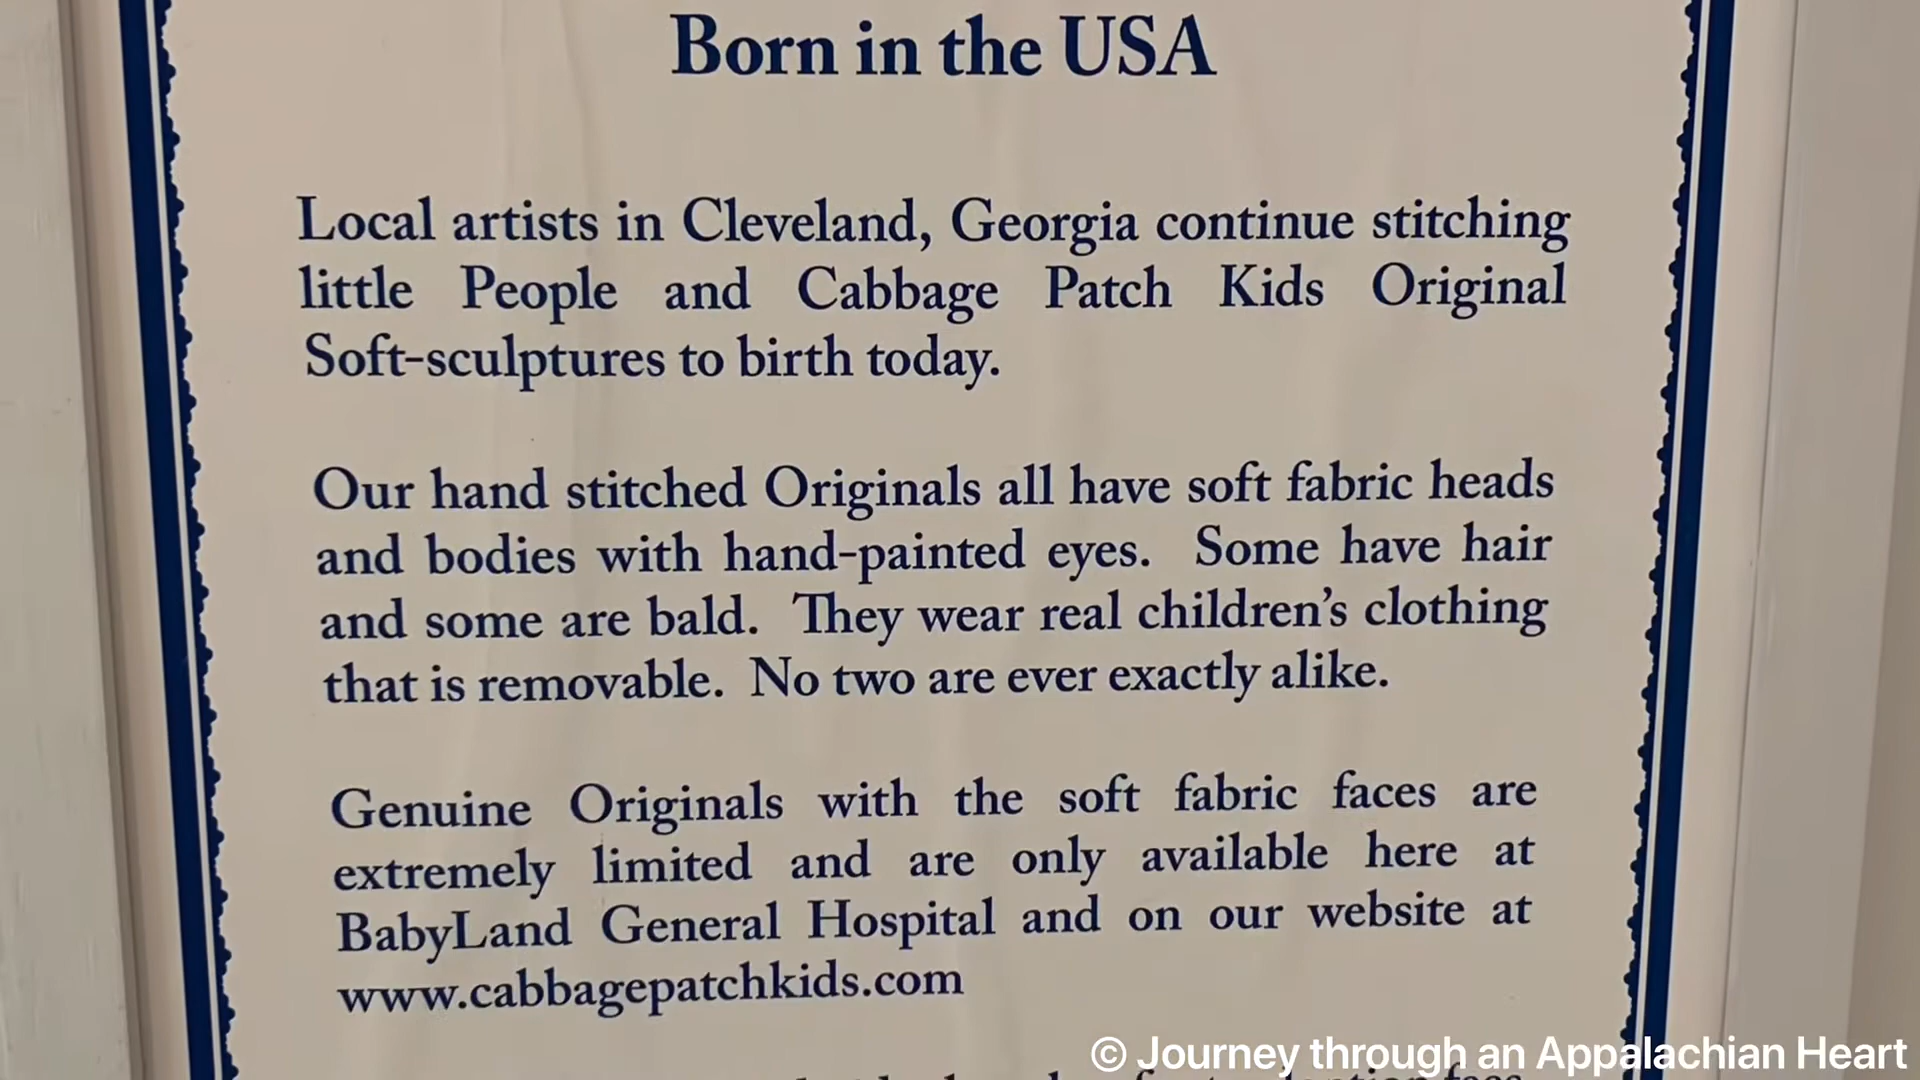 Born in the USA
Local artists in Cleveland, Georgia continue stitching
little People and Cabbage Patch Kids Original
Soft-sculptures to birth today.
Our hand stitched Originals all have soft fabric heads
and bodies with hand-painted eyes. Some have hair
and some are bald. They wear real children's clothing
that is removable. No two are ever exactly alike.
Genuine Originals with the soft fabric faces are
extremely limited and are only available here at
BabyLand General Hospital and on our website at
www.cabbagepatchkids.com
© Journey through an Appalachian Heart